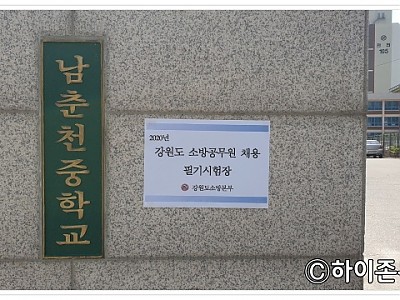 남춘천중학교
2020년
강원도 소방공무원 채용
필기시험장
강원도소방본부
ⓒ하이존